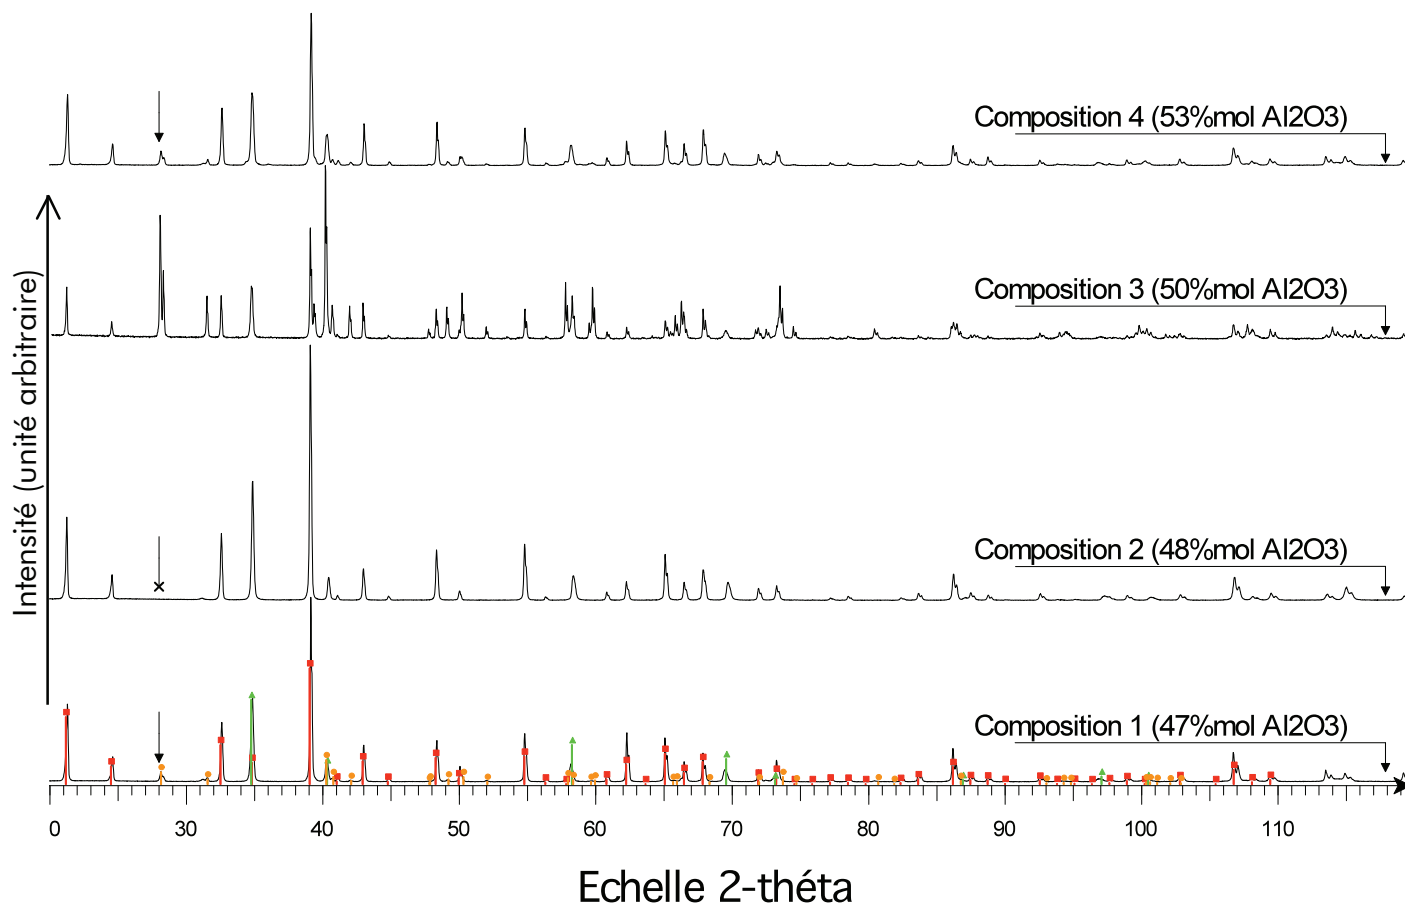 Composition 4 (53%mol Al2O3)
Composition 3 (50%mol Al2O3)
Composition 2 (48%mol Al2O3)
Composition 1 (47%mol Al2O3)
Intensité (unité arbitraire)
0 30 40 50 60 70 80 90 100 110
Echelle 2-théta